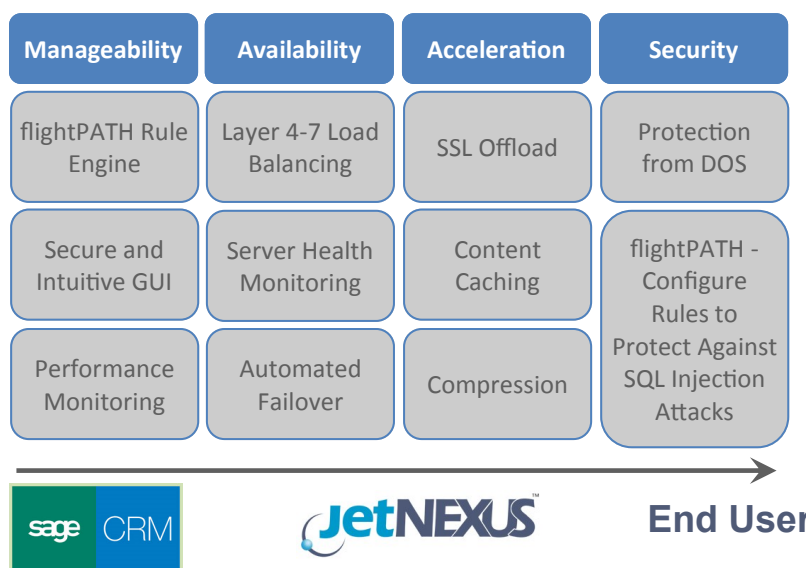 Manageability
Availability
Acceleration
Security
flightPATH Rule
Engine
Layer 4-7 Load
Balancing
SSL Offload
Protection
from DOS
Secure and
Intuitive GUI
Server Health
Monitoring
Content
Caching
flightPATH -
Configure
Rules to
Protect Against
SQL Injection
Attacks
Performance
Monitoring
Automated
Failover
Compression
sage CRM
jetNEXUS™
End User